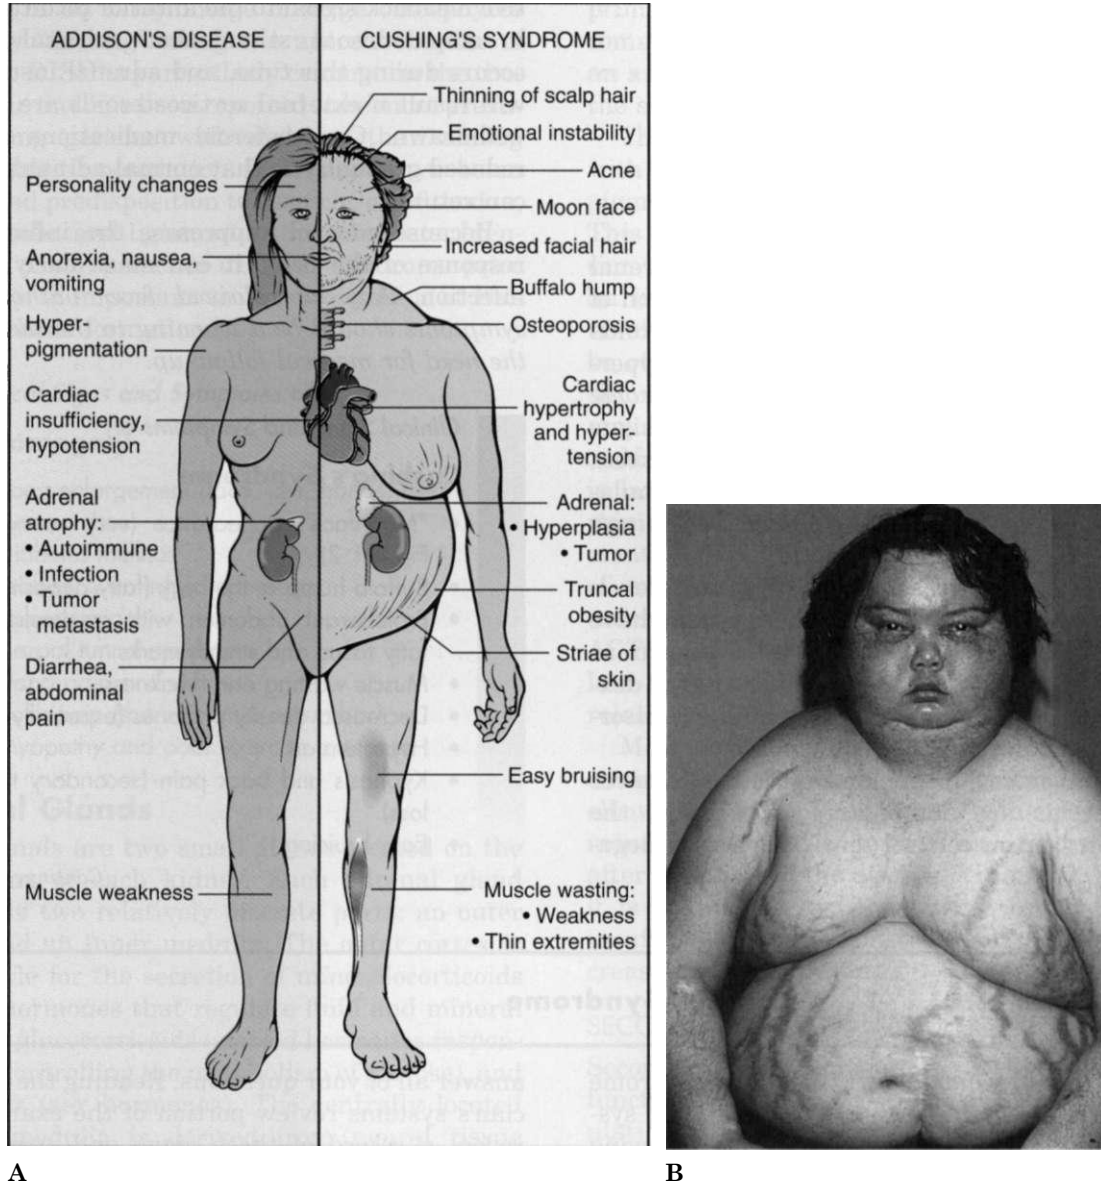 ADDISON'S DISEASE
CUSHING'S SYNDROME
Personality changes
Anorexia, nausea,
vomiting
Hyper-
pigmentation
Cardiac
insufficiency,
hypotension
Adrenal
atrophy:
• Autoimmune
• Infection
• Tumor
metastasis
Diarrhea,
abdominal
pain
Muscle weakness
Thinning of scalp hair
Emotional instability
Acne
Moon face
Increased facial hair
Buffalo hump
Osteoporosis
Cardiac
hypertrophy
and hyper-
tension
Adrenal:
• Hyperplasia
• Tumor
Truncal
obesity
Striae of
skin
Easy bruising
Muscle wasting:
• Weakness
• Thin extremities
A
B